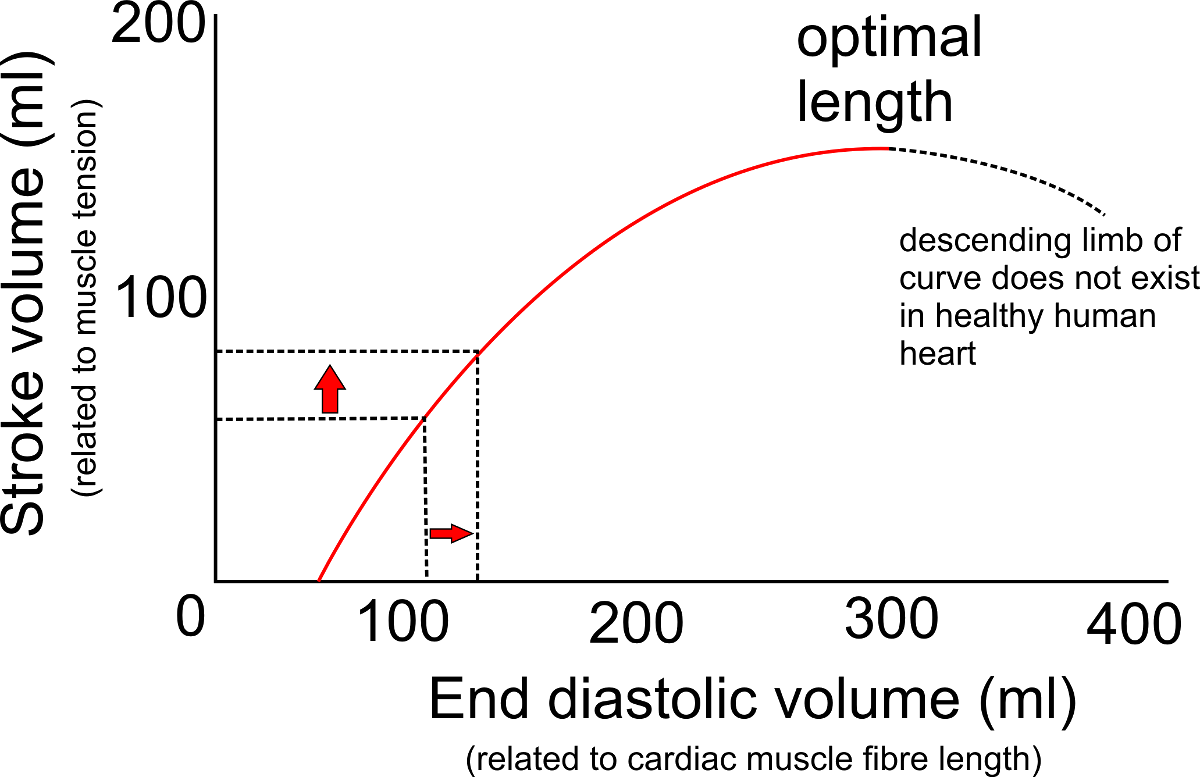 Stroke volume (ml)
(related to muscle tension)
200
100
0
optimal
length
descending limb of
curve does not exist
in healthy human
heart
100
200
300
400
End diastolic volume (ml)
(related to cardiac muscle fibre length)